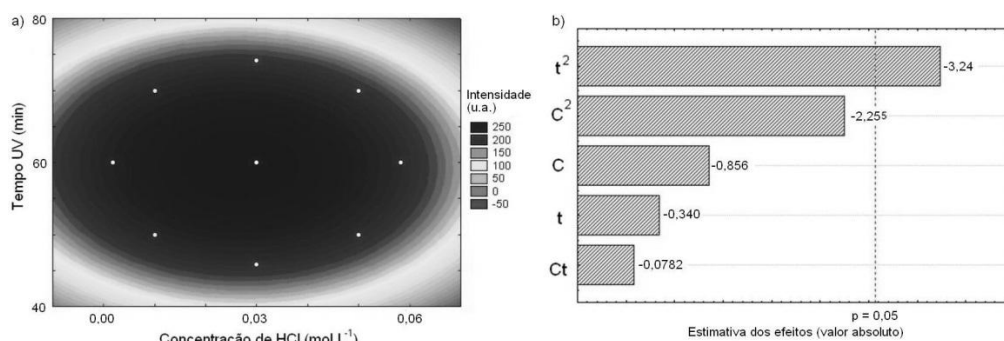 a)
80
Tempo UV (min)
60
40
0,00
0,03
0,06
Concentração de HCl (mol L-1)
Intensidade
(u.a.)
250
200
150
100
50
0
-50
b)
t2
-3,24
C2
-2,255
C
-0,856
t
-0,340
Ct
-0,0782
p = 0,05
Estimativa dos efeitos (valor absoluto)